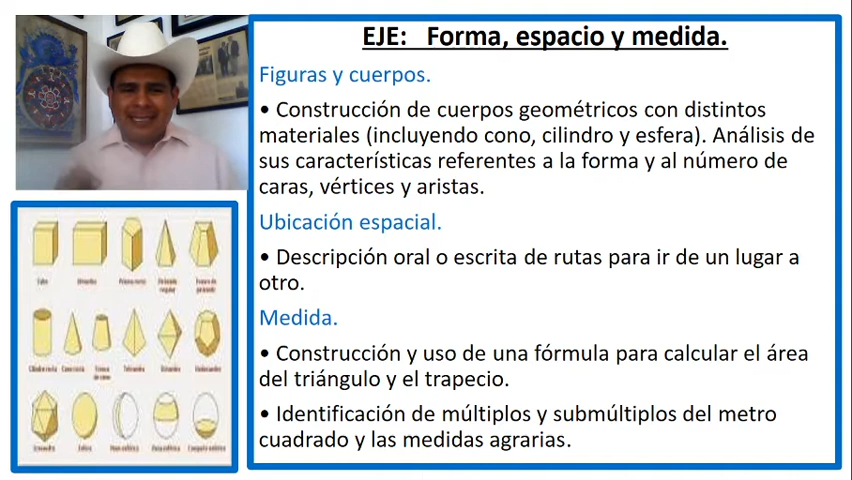 EJE: Forma, espacio y medida.
Figuras y cuerpos.
• Construcción de cuerpos geométricos con distintos
materiales (incluyendo cono, cilindro y esfera). Análisis de
sus características referentes a la forma y al número de
caras, vértices y aristas.
Ubicación espacial.
• Descripción oral o escrita de rutas para ir de un lugar a
otro.
Medida.
• Construcción y uso de una fórmula para calcular el área
del triángulo y el trapecio.
• Identificación de múltiplos y submúltiplos del metro
cuadrado y las medidas agrarias.